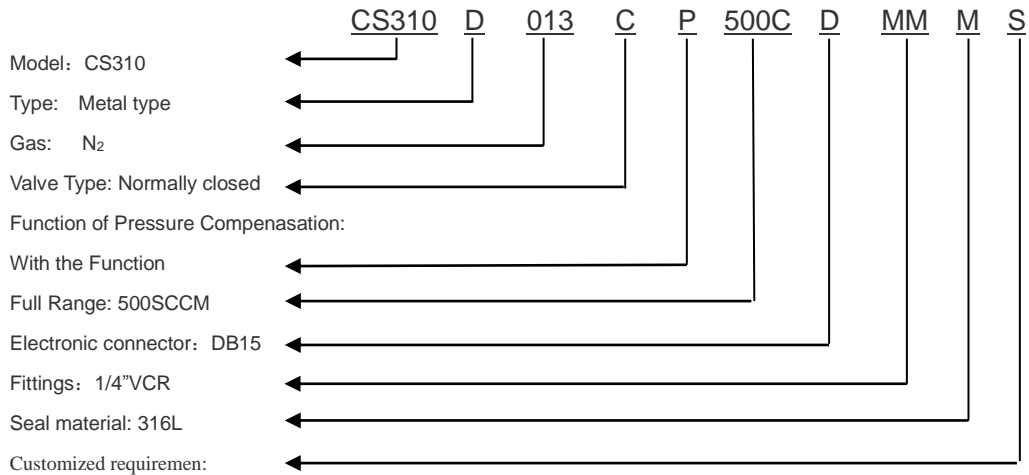 CS310 D 013 C P 500C D MM M S
Model：CS310
Type: Metal type
Gas: N₂
Valve Type: Normally closed
Function of Pressure Compenasation:
With the Function
Full Range: 500SCCM
Electronic connector：DB15
Fittings：1/4”VCR
Seal material: 316L
Customized requiremen: